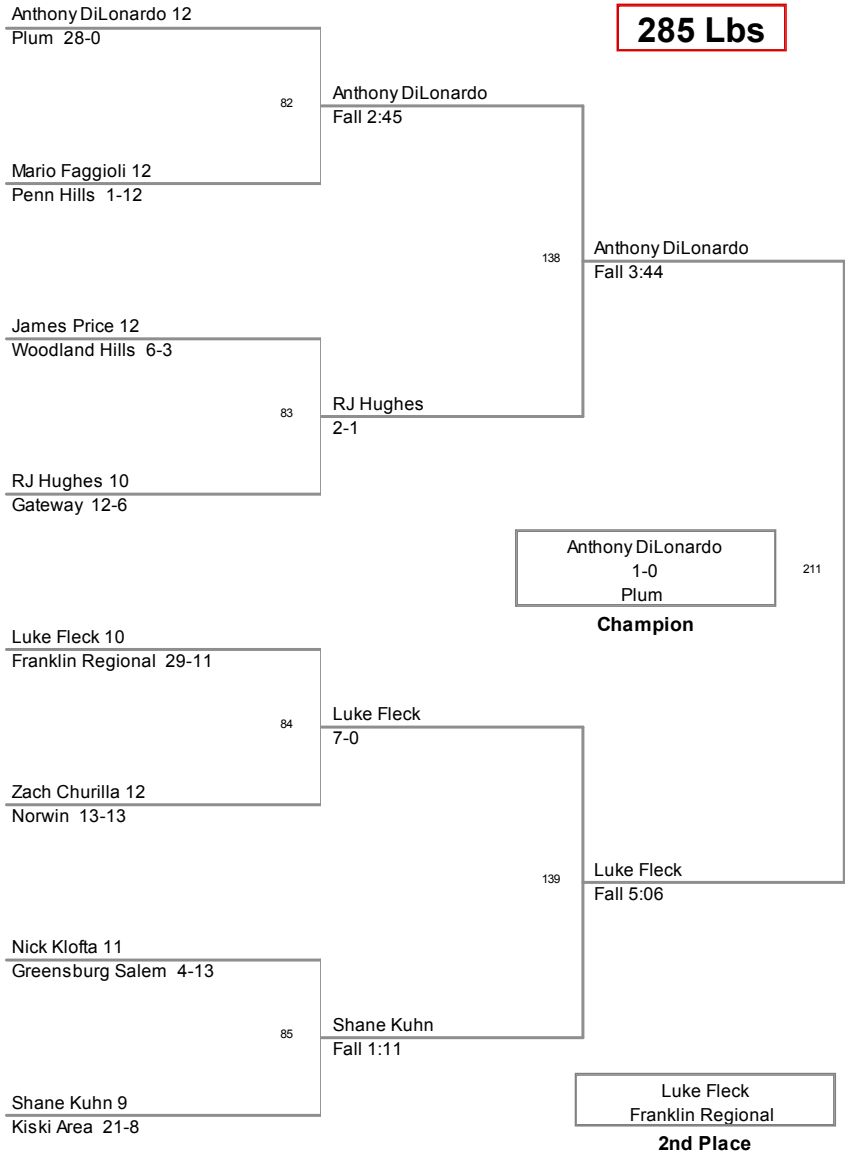 285 Lbs
Anthony DiLonardo 12
Plum 28-0
82
Anthony DiLonardo
Fall 2:45
Mario Faggioli 12
Penn Hills 1-12
138
Anthony DiLonardo
Fall 3:44
James Price 12
Woodland Hills 6-3
83
RJ Hughes
2-1
RJ Hughes 10
Gateway 12-6
Anthony DiLonardo
1-0
Plum
211
Champion
Luke Fleck 10
Franklin Regional 29-11
84
Luke Fleck
7-0
Zach Churilla 12
Norwin 13-13
139
Luke Fleck
Fall 5:06
Nick Klofta 11
Greensburg Salem 4-13
85
Shane Kuhn
Fall 1:11
Shane Kuhn 9
Kiski Area 21-8
Luke Fleck
Franklin Regional
2nd Place